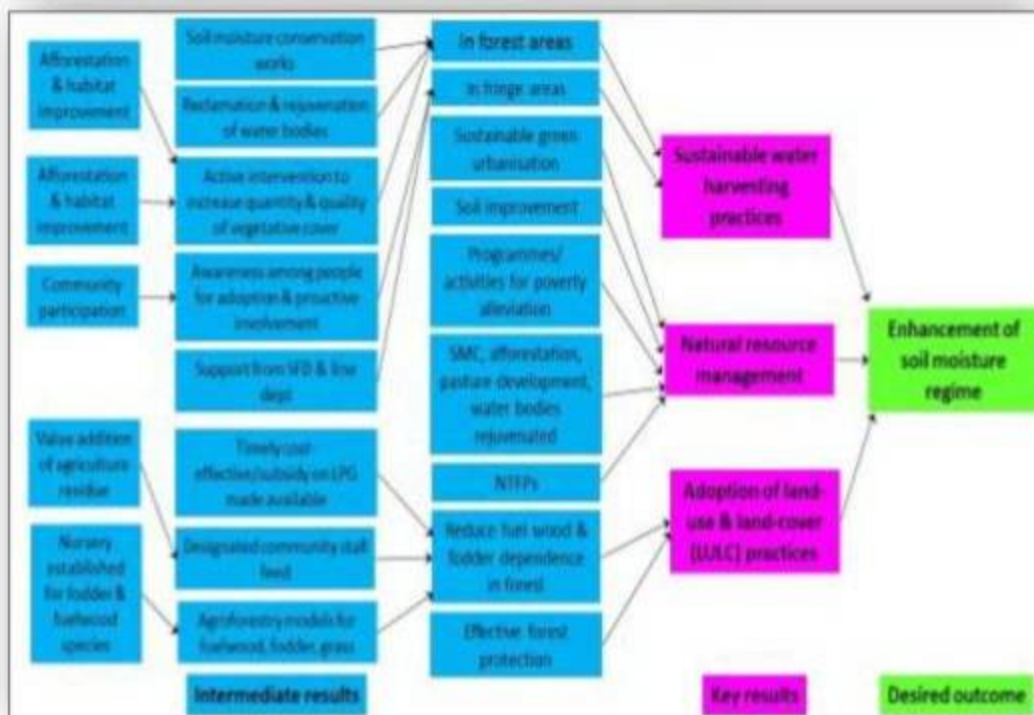 Afforestation
& habitat
improvement
Afforestation
& habitat
improvement
Community
participation
Value addition
of agriculture
residue
Nursery
established
for fodder &
fuelwood
species
Soil moisture conservation
works
Reclamation & rejuvenation
of water bodies
Active intervention to
increase quantity & quality
of vegetative cover
Awareness among people
for adoption & proactive
involvement
Support from SFD & line
dept
Timely cost-
effective/subsidy on LPG
made available
Designated community stall
feed
Agroforestry models for
fuelwood, fodder, grass
Intermediate results
In forest areas
In fringe areas
Sustainable green
urbanisation
Soil improvement
Programmes/
activities for poverty
alleviation
SMC, afforestation,
pasture development,
water bodies
rejuvenated
NTFPs
Reduce fuel wood &
fodder dependence
in forest
Effective forest
protection
Sustainable water
harvesting
practices
Natural resource
management
Adoption of land-
use & land-cover
(LULC) practices
Key results
Enhancement of
soil moisture
regime
Desired outcome